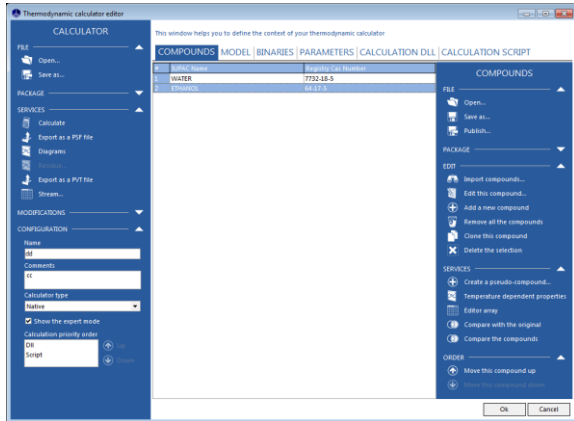 Thermodynamic calculator editor
CALCULATOR
FILE
Open...
Save as...
PACKAGE
SERVICES
Calculate
Export as a PSF file
Diagrams
Residue...
Export as a PVT file
Stream...
MODIFICATIONS
CONFIGURATION
Name
dd
Comments
cc
Calculator type
Native
Show the expert mode
Calculation priority order
Dll
Script
Up
Down
This window helps you to define the context of your thermodynamic calculator
COMPOUNDS MODEL BINARIES PARAMETERS CALCULATION DLL CALCULATION SCRIPT
# IUPAC Name Registry Cas Number
1 WATER 7732-18-5
2 ETHANOL 64-17-5
COMPOUNDS
FILE
Open...
Save as...
Publish...
PACKAGE
EDIT
Import compounds...
Edit this compound...
Add a new compound
Remove all the compounds
Clone this compound
Delete the selection
SERVICES
Create a pseudo-compound...
Temperature dependent properties
Editor array
Compare with the original
Compare the compounds
ORDER
Move this compound up
Move this compound down
Ok Cancel